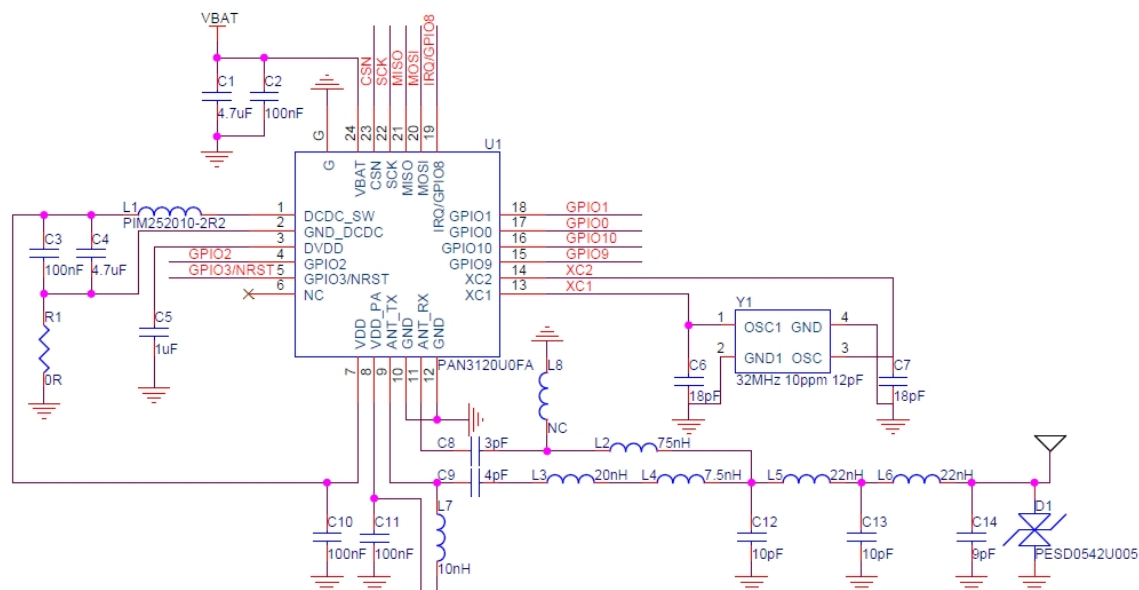 VBAT
CSN
SCK
MISO
MOSI
IRQ/GPIO8
C1
4.7uF
C2
100nF
G
24
23
22
21
20
19
U1
G
VBAT
CSN
SCK
MISO
MOSI
IRQ/GPIO8
L1
PIM252010-2R2
1 DCDC_SW
2 GND_DCDC
3 DVDD
GPIO2 4 GPIO2
GPIO3/NRST 5 GPIO3/NRST
6 NC
GPIO1 18 GPIO1
GPIO0 17 GPIO0
GPIO10 16 GPIO10
GPIO9 15 GPIO9
XC2 14 XC2
XC1 13 XC1
C3
100nF
C4
4.7uF
R1
0R
C5
1uF
VDD
VDD_PA
ANT_TX
GND
ANT_RX
GND
PAN3120U0FA
7
8
9
10
11
12
Y1
1 OSC1 GND 4
2 GND1 OSC 3
32MHz 10ppm 12pF
C6
18pF
C7
18pF
L8
NC
C8 3pF
L2 75nH
C9 4pF
L3 20nH
L4 7.5nH
L5 22nH
L6 22nH
L7
10nH
C10
100nF
C11
100nF
C12
10pF
C13
10pF
C14
9pF
D1
PESD0542U005